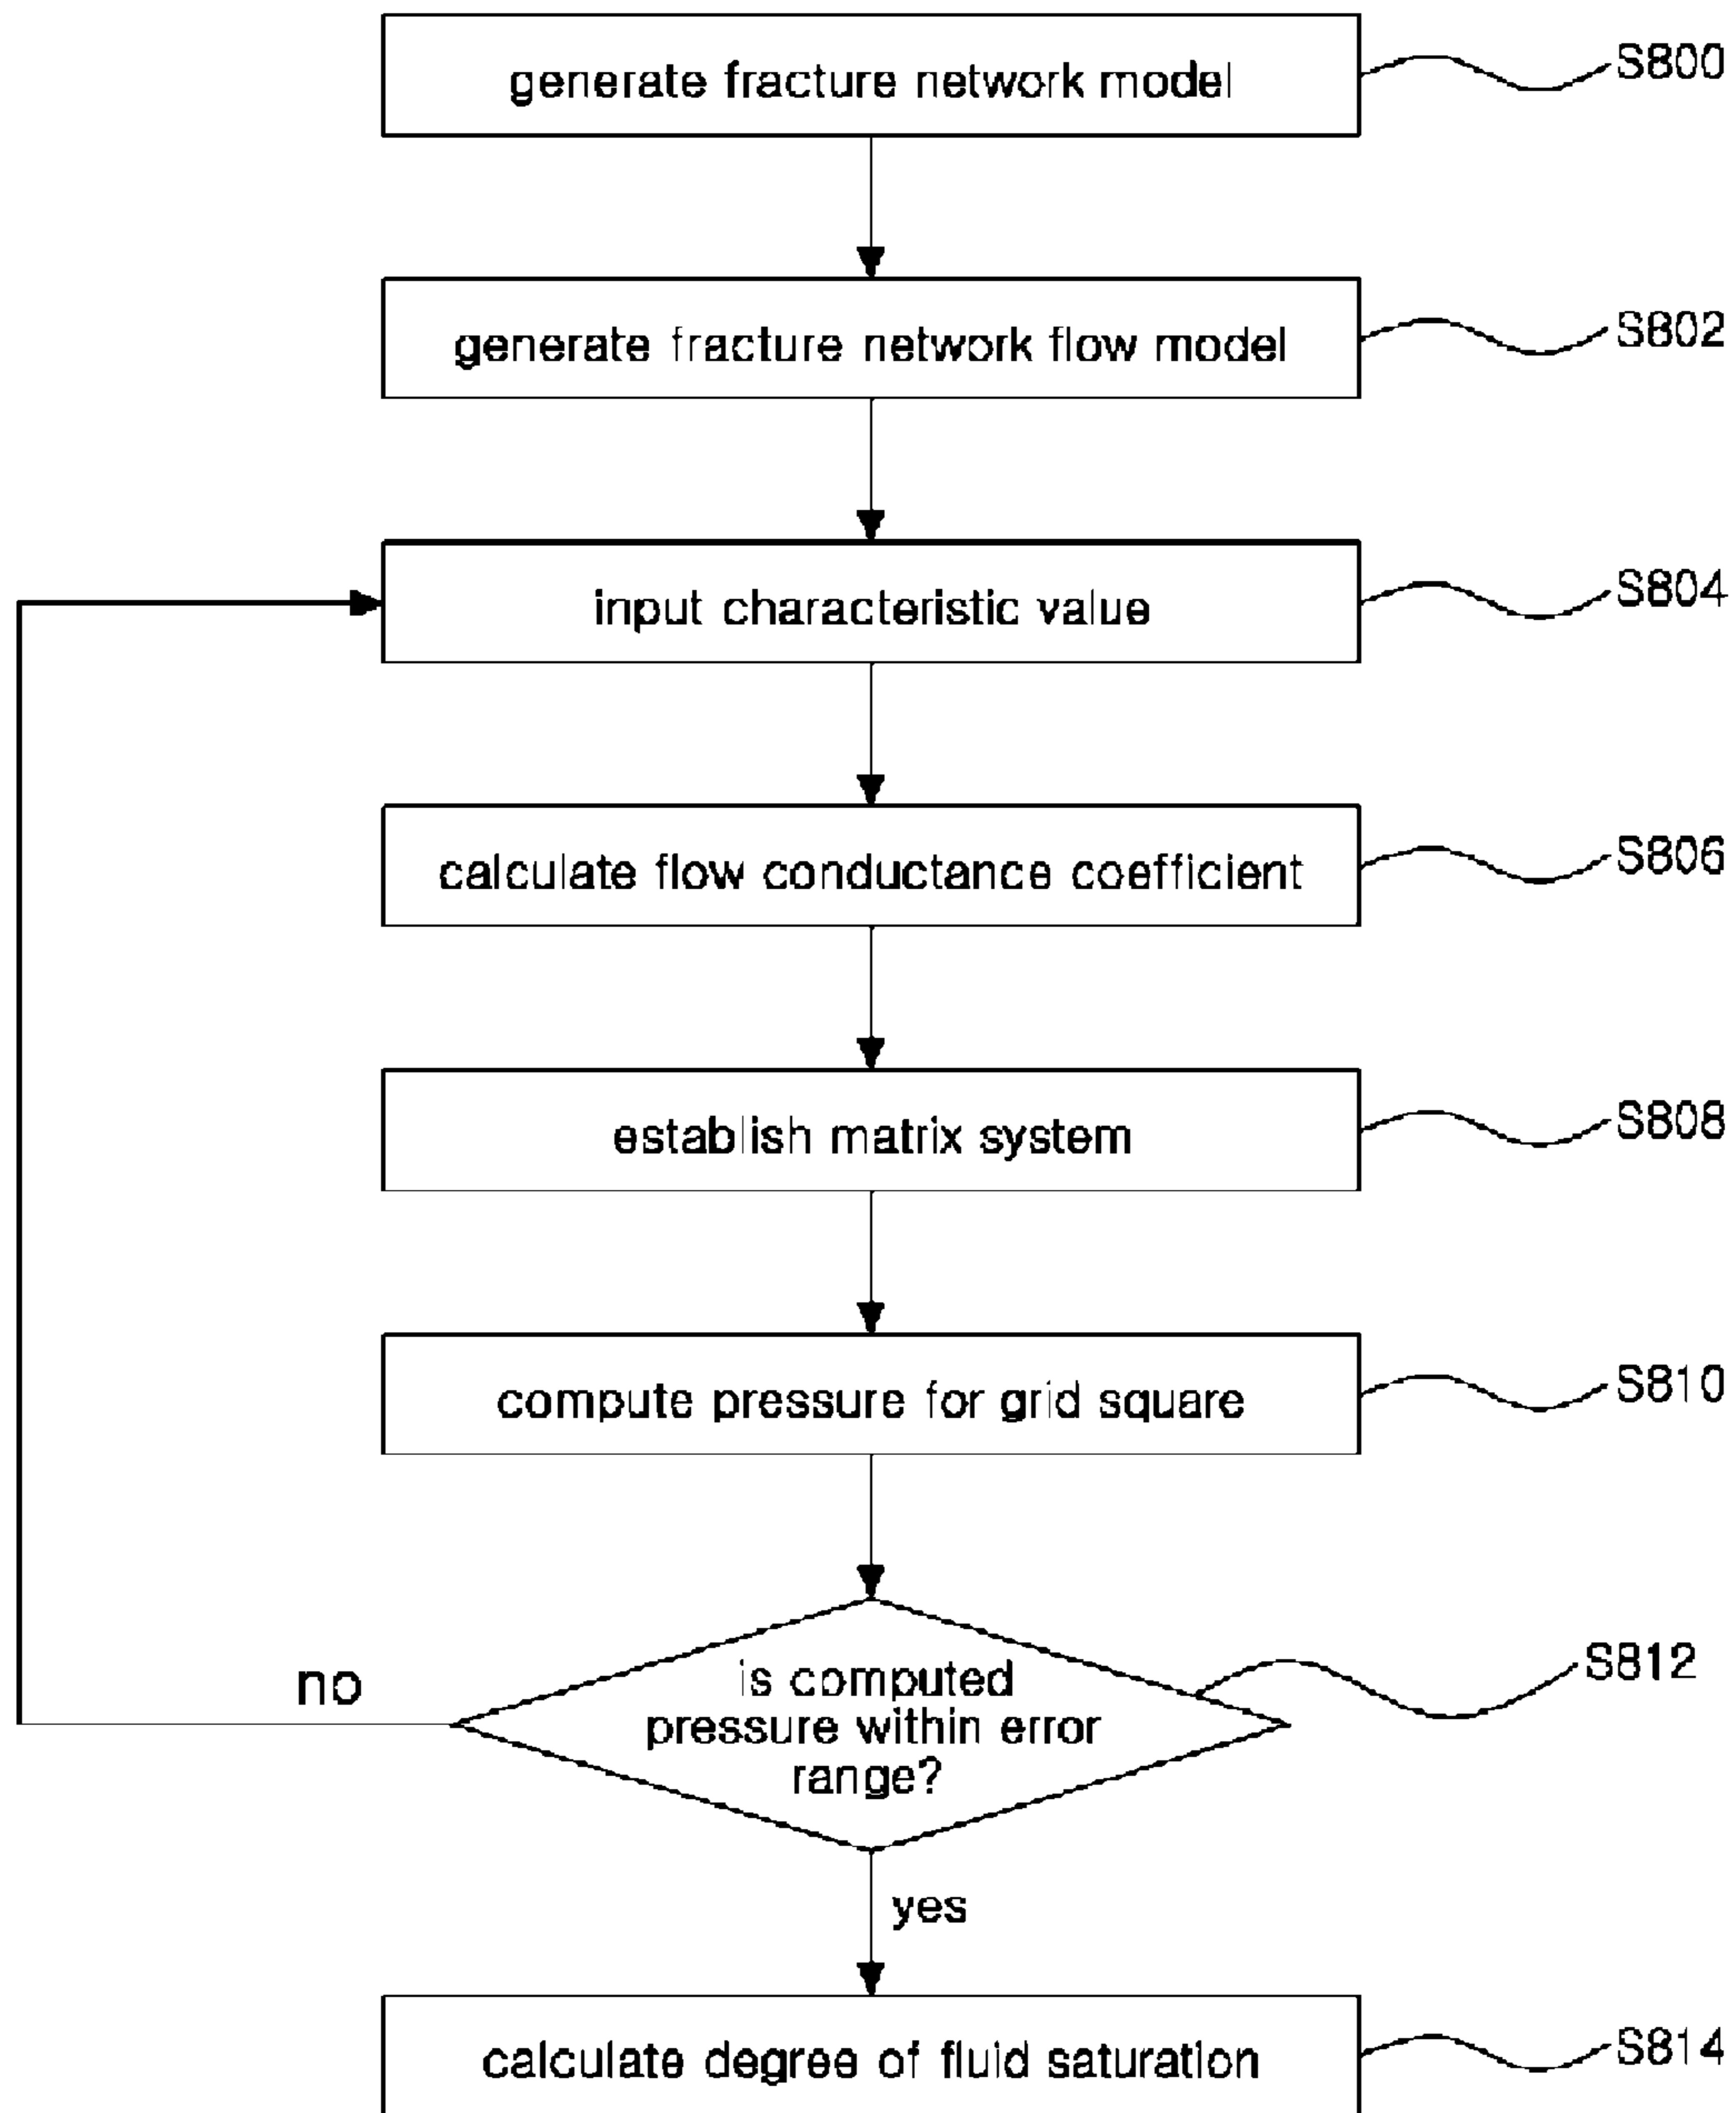 generate fracture network model
S800
generate fracture network flow model
S802
input characteristic value
S804
calculate flow conductance coefficient
S806
establish matrix system
S808
compute pressure for grid square
S810
is computed
pressure within error
range?
S812
no
yes
calculate degree of fluid saturation
S814